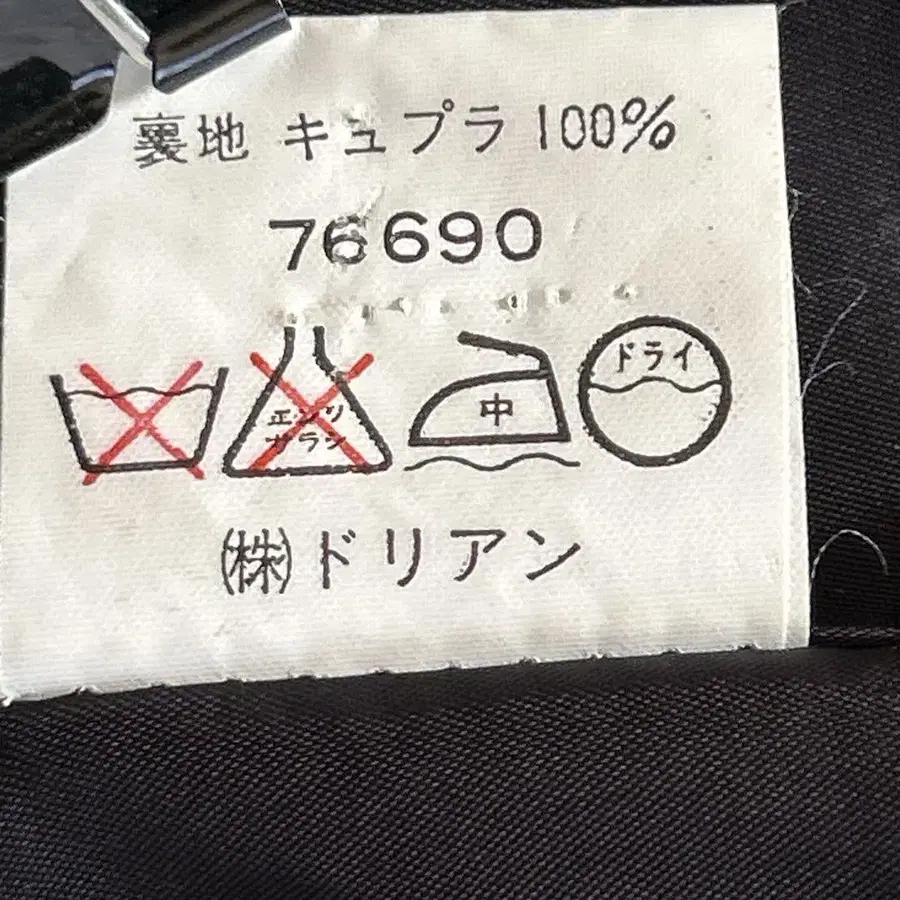 裏地 キュプラ 100%
76690
エンソ
サラシ
中
ドライ
㈱ドリアン